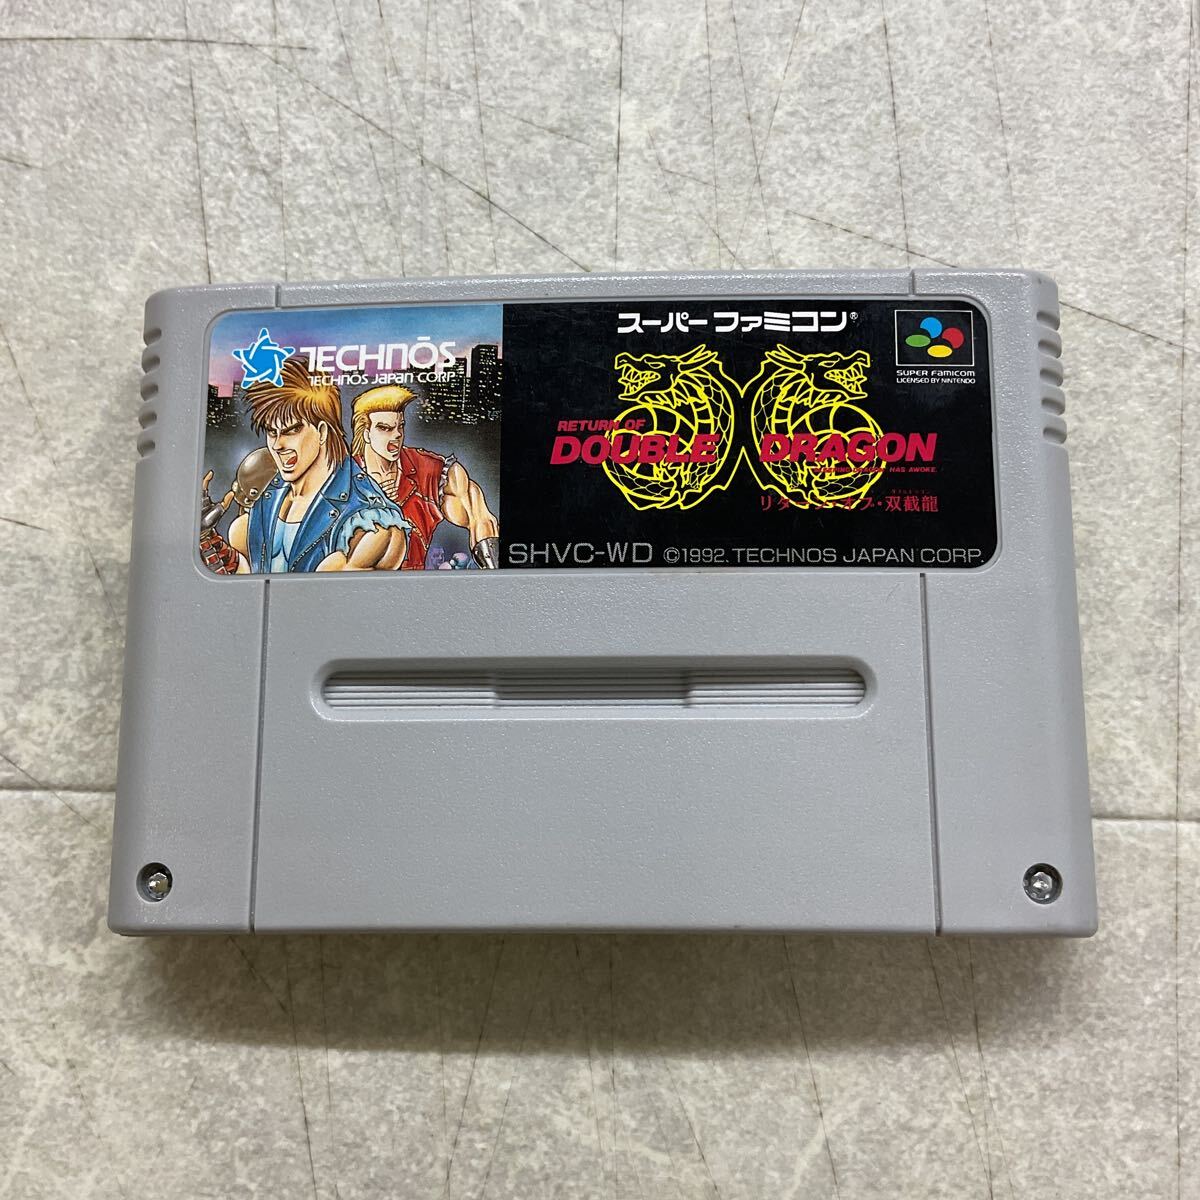 TECHNŌS
TECHNŌS JAPAN CORP
スーパーファミコン®
SUPER FAMICOM
LICENSED BY NINTENDO
RETURN OF
DOUBLE DRAGON
DRAGON HAS AWOKE.
リターン・オブ・双截龍
SHVC-WD ©1992. TECHNOS JAPAN CORP.